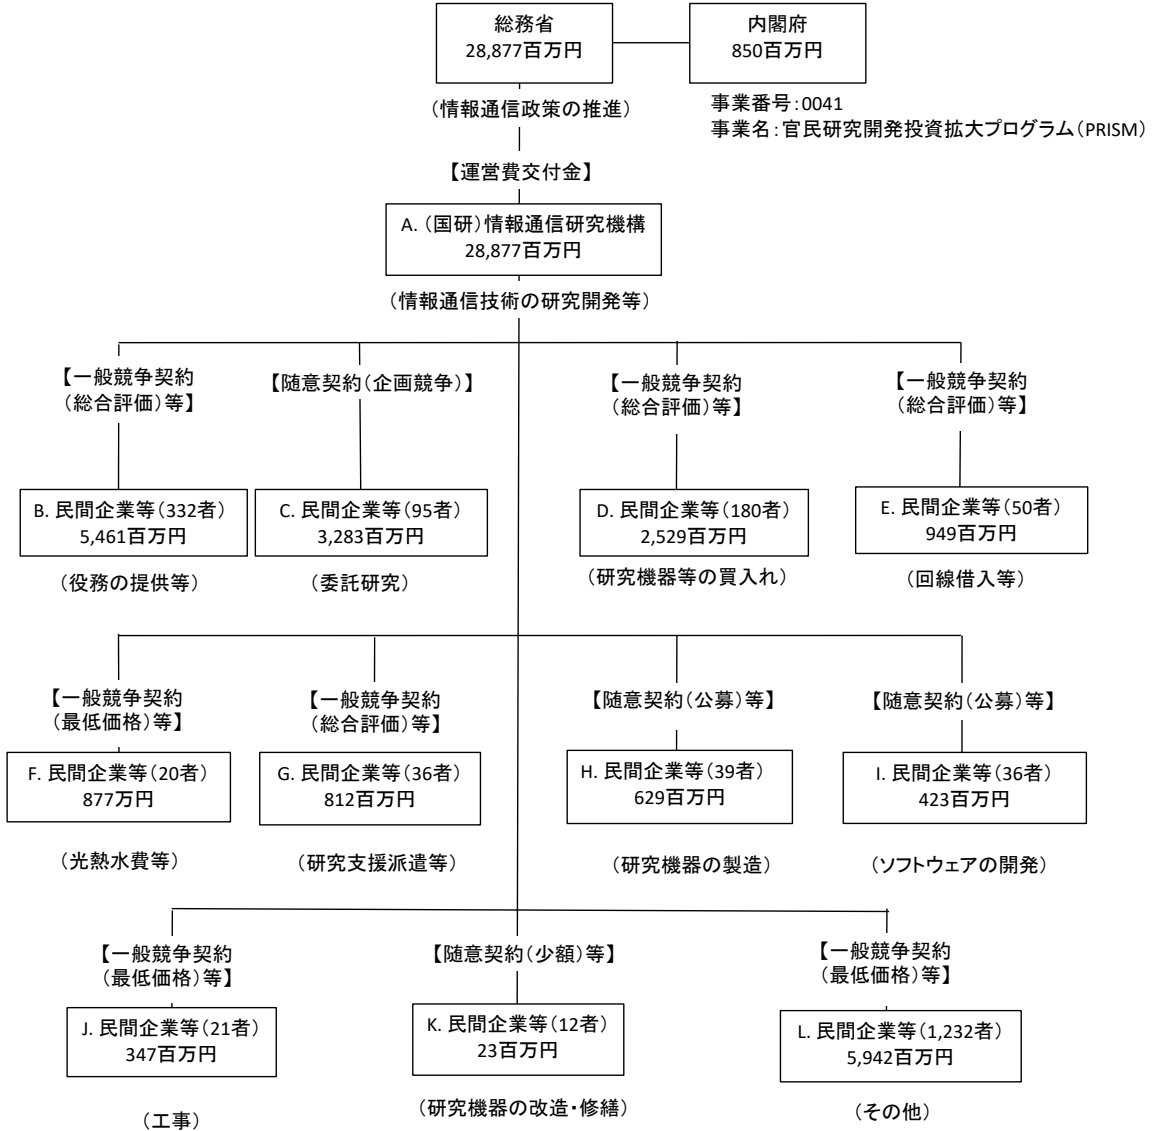 総務省
28,877百万円
内閣府
850百万円
(情報通信政策の推進)
事業番号:0041
事業名:官民研究開発投資拡大プログラム(PRISM)
【運営費交付金】
A.(国研)情報通信研究機構
28,877百万円
(情報通信技術の研究開発等)
【一般競争契約
(総合評価)等】
【随意契約(企画競争)】
【一般競争契約
(総合評価)等】
【一般競争契約
(総合評価)等】
B. 民間企業等(332者)
5,461百万円
C. 民間企業等(95者)
3,283百万円
D. 民間企業等(180者)
2,529百万円
E. 民間企業等(50者)
949百万円
(役務の提供等)
(委託研究)
(研究機器等の買入れ)
(回線借入等)
【一般競争契約
(最低価格)等】
【一般競争契約
(総合評価)等】
【随意契約(公募)等】
【随意契約(公募)等】
F. 民間企業等(20者)
877万円
G. 民間企業等(36者)
812百万円
H. 民間企業等(39者)
629百万円
I. 民間企業等(36者)
423百万円
(光熱水費等)
(研究支援派遣等)
(研究機器の製造)
(ソフトウェアの開発)
【一般競争契約
(最低価格)等】
【随意契約(少額)等】
【一般競争契約
(最低価格)等】
J. 民間企業等(21者)
347百万円
K. 民間企業等(12者)
23百万円
L. 民間企業等(1,232者)
5,942百万円
(工事)
(研究機器の改造・修繕)
(その他)